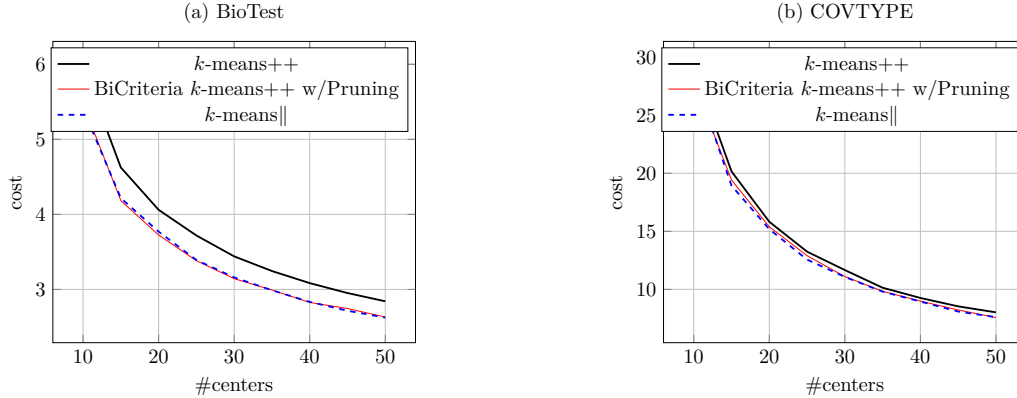 (a) BioTest
k-means++
BiCriteria k-means++ w/Pruning
k-means∥
6
5
4
3
cost
10 20 30 40 50
#centers
(b) COVTYPE
k-means++
BiCriteria k-means++ w/Pruning
k-means∥
30
25
20
15
10
cost
10 20 30 40 50
#centers